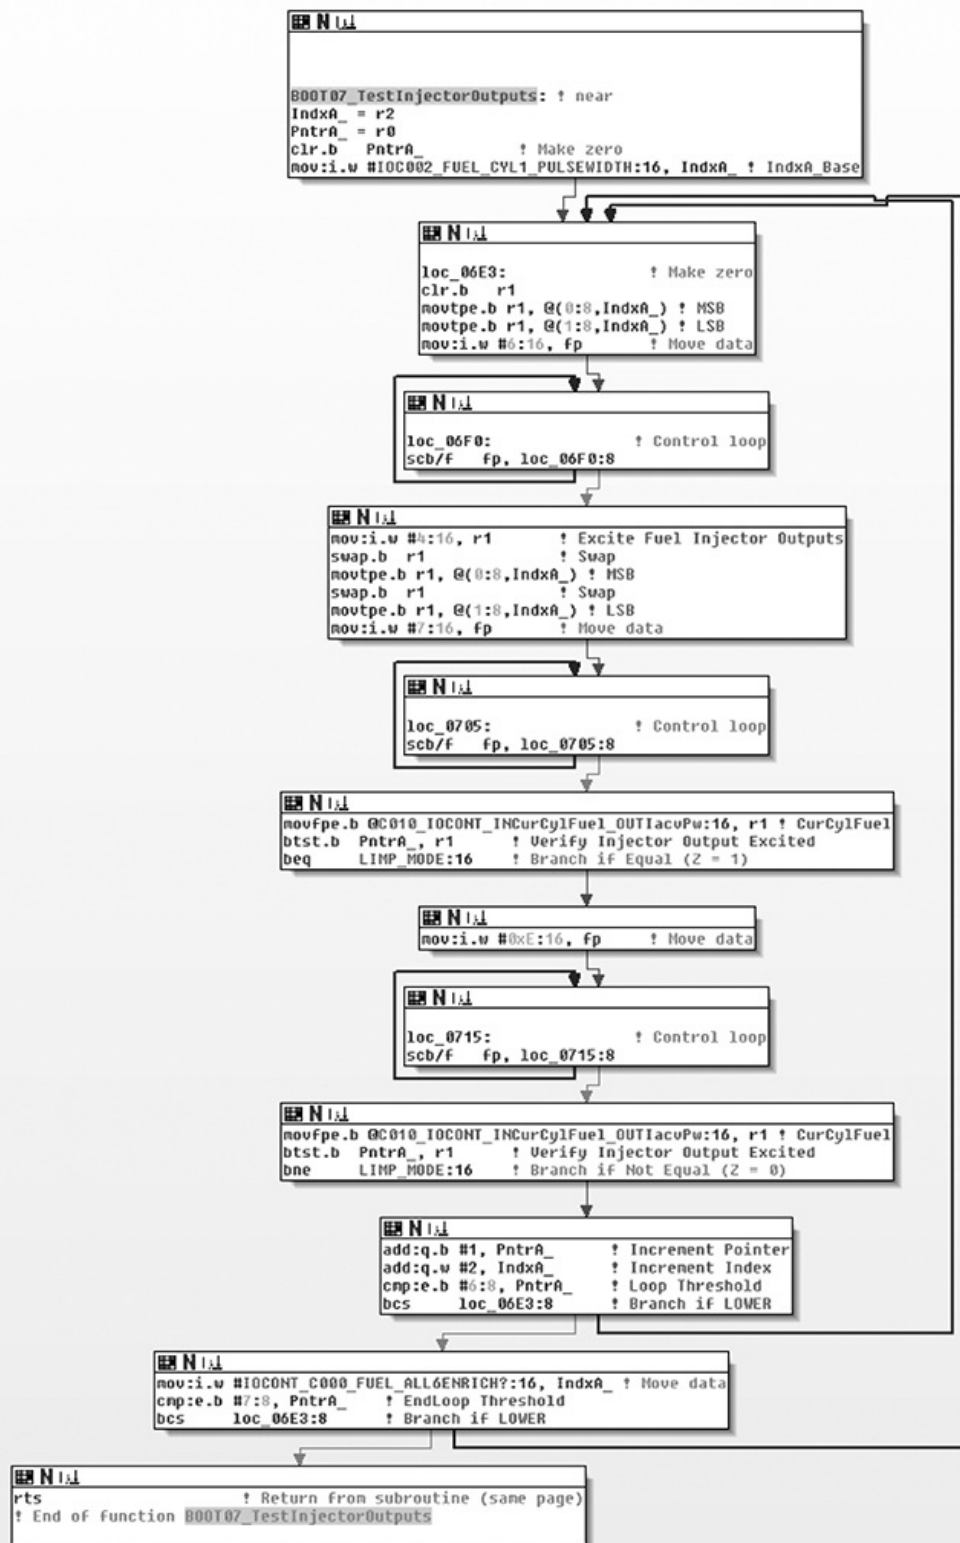 BOOT07_TestInjectorOutputs: ! near
IndxA_ = r2
PntrA_ = r0
clr.b PntrA_ ! Make zero
mov:i.w #IOC002_FUEL_CYL1_PULSEWIDTH:16, IndxA_ ! IndxA_Base
loc_06E3: ! Make zero
clr.b r1
movtpe.b r1, @(0:8,IndxA_) ! MSB
movtpe.b r1, @(1:8,IndxA_) ! LSB
mov:i.w #6:16, fp ! Move data
loc_06F0: ! Control loop
scb/f fp, loc_06F0:8
mov:i.w #4:16, r1 ! Excite Fuel Injector Outputs
swap.b r1 ! Swap
movtpe.b r1, @(0:8,IndxA_) ! MSB
swap.b r1 ! Swap
movtpe.b r1, @(1:8,IndxA_) ! LSB
mov:i.w #7:16, fp ! Move data
loc_0705: ! Control loop
scb/f fp, loc_0705:8
movfpe.b @C010_IOCONT_INCurCylFuel_OUTIacvPw:16, r1 ! CurCylFuel
btst.b PntrA_, r1 ! Verify Injector Output Excited
beq LIMP_MODE:16 ! Branch if Equal (Z = 1)
mov:i.w #0xE:16, fp ! Move data
loc_0715: ! Control loop
scb/f fp, loc_0715:8
movfpe.b @C010_IOCONT_INCurCylFuel_OUTIacvPw:16, r1 ! CurCylFuel
btst.b PntrA_, r1 ! Verify Injector Output Excited
bne LIMP_MODE:16 ! Branch if Not Equal (Z = 0)
add:q.b #1, PntrA_ ! Increment Pointer
add:q.w #2, IndxA_ ! Increment Index
cmp:e.b #6:8, PntrA_ ! Loop Threshold
bcs loc_06E3:8 ! Branch if LOWER
mov:i.w #IOCONT_C000_FUEL_ALL6ENRICH?:16, IndxA_ ! Move data
cmp:e.b #7:8, PntrA_ ! EndLoop Threshold
bcs loc_06E3:8 ! Branch if LOWER
rts ! Return from subroutine (same page)
! End of function BOOT07_TestInjectorOutputs